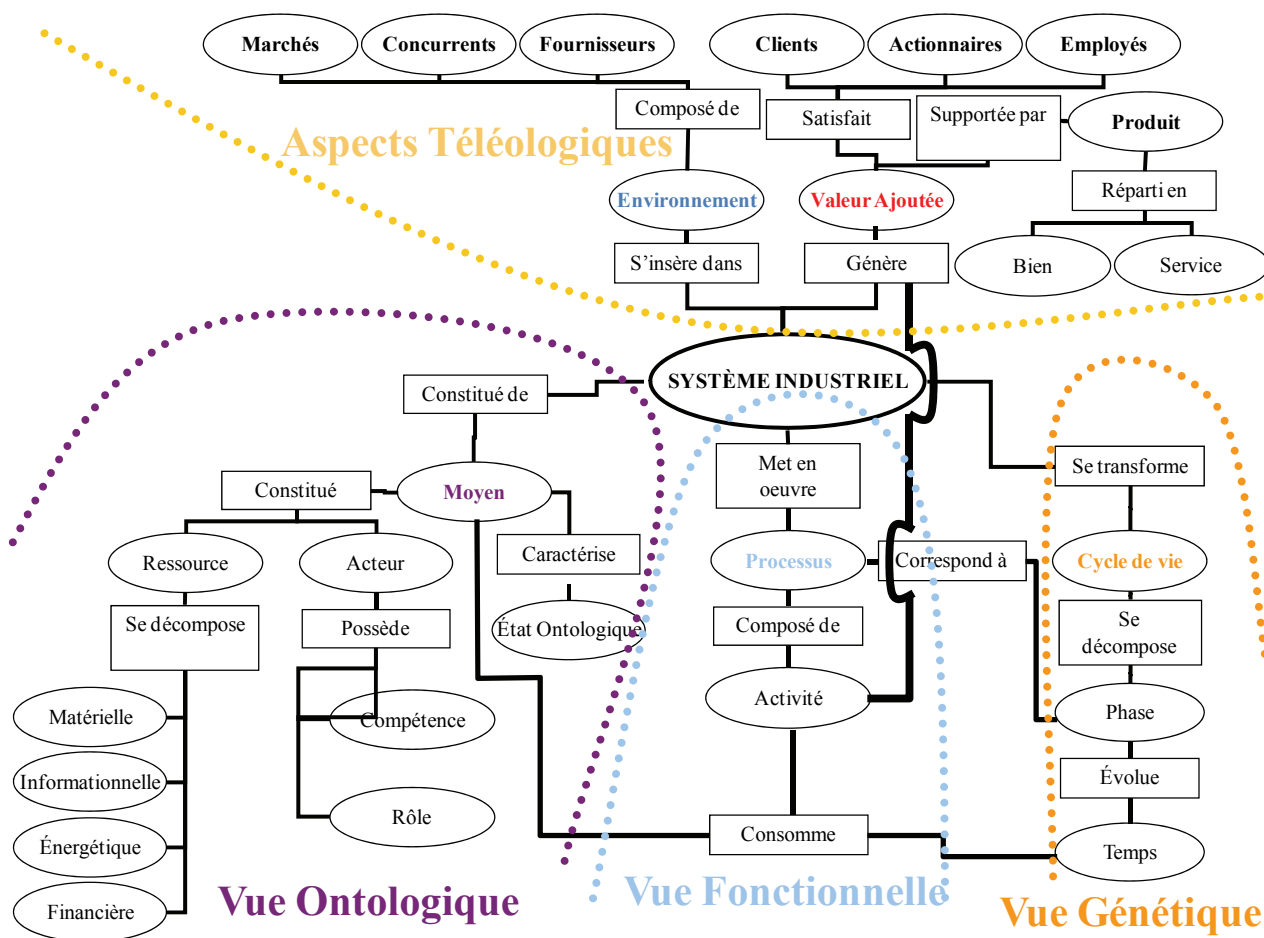 Marchés
Concurrents
Fournisseurs
Clients
Actionnaires
Employés
Composé de
Satisfait
Supportée par
Produit
Aspects Téléologiques
Environnement
Valeur Ajoutée
Réparti en
S'insère dans
Génère
Bien
Service
SYSTÈME INDUSTRIEL
Constitué de
Met en
oeuvre
Se transforme
Constitué
Moyen
Ressource
Acteur
Caractérise
Processus
Correspond à
Cycle de vie
Se décompose
Possède
État Ontologique
Composé de
Se
décompose
Matérielle
Compétence
Activité
Phase
Informationnelle
Évolue
Rôle
Énergétique
Consomme
Temps
Financière
Vue Ontologique
Vue Fonctionnelle
Vue Génétique